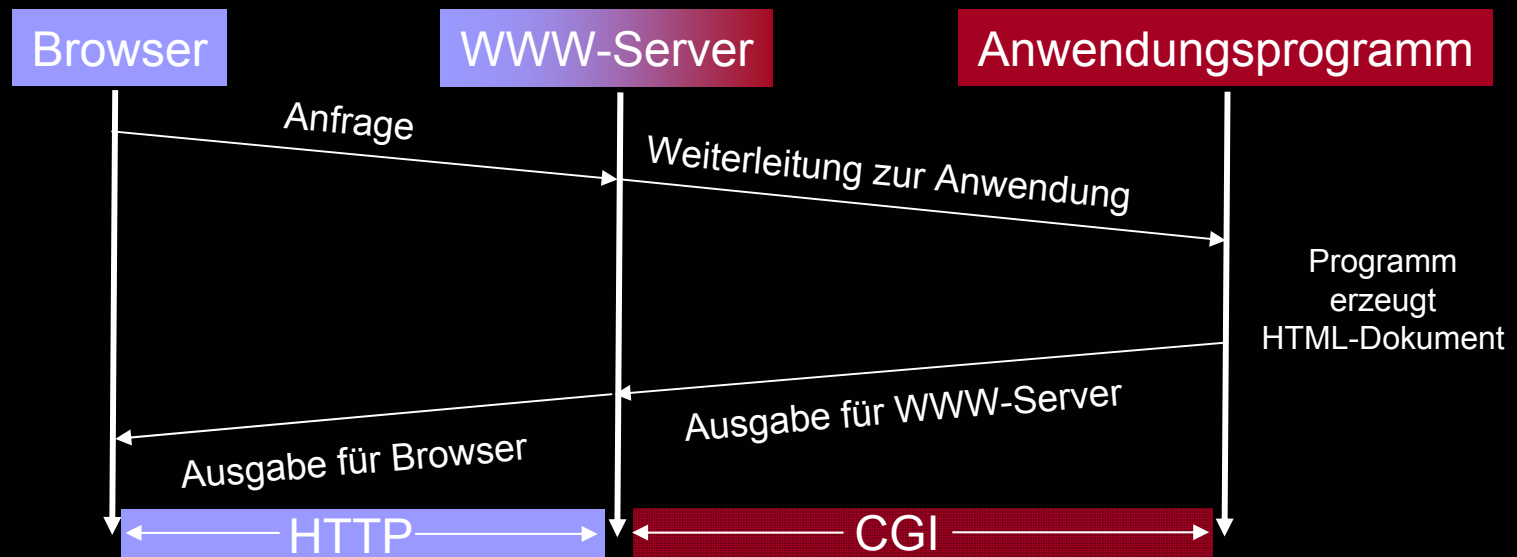 Browser
WWW-Server
Anwendungsprogramm
Anfrage
Weiterleitung zur Anwendung
Programm
erzeugt
HTML-Dokument
Ausgabe für WWW-Server
Ausgabe für Browser
HTTP
CGI